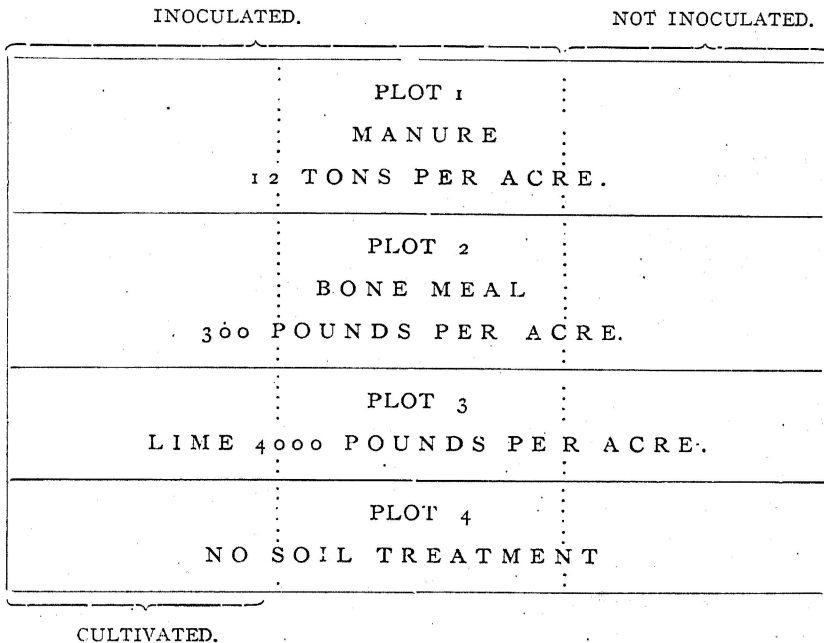 INOCULATED. NOT INOCULATED.
PLOT 1
MANURE
12 TONS PER ACRE.
PLOT 2
BONE MEAL
300 POUNDS PER ACRE.
PLOT 3
LIME 4000 POUNDS PER ACRE.
PLOT 4
NO SOIL TREATMENT
CULTIVATED.